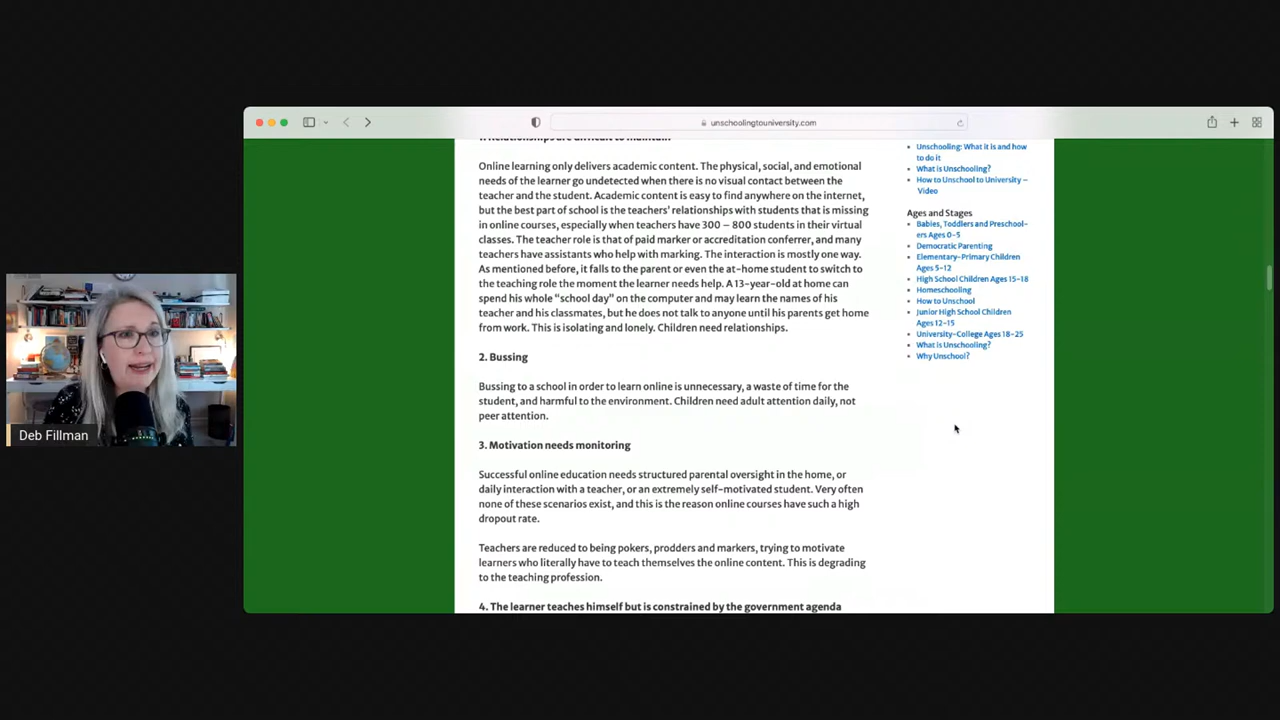 unschoolingtouniversity.com
1. Relationships are difficult to maintain
Online learning only delivers academic content. The physical, social, and emotional
needs of the learner go undetected when there is no visual contact between the
teacher and the student. Academic content is easy to find anywhere on the internet,
but the best part of school is the teachers' relationships with students that is missing
in online courses, especially when teachers have 300 – 800 students in their virtual
classes. The teacher role is that of paid marker or accreditation conferrer, and many
teachers have assistants who help with marking. The interaction is mostly one way.
As mentioned before, it falls to the parent or even the at-home student to switch to
the teaching role the moment the learner needs help. A 13-year-old at home can
spend his whole "school day" on the computer and may learn the names of his
teacher and his classmates, but he does not talk to anyone until his parents get home
from work. This is isolating and lonely. Children need relationships.
2. Bussing
Bussing to a school in order to learn online is unnecessary, a waste of time for the
student, and harmful to the environment. Children need adult attention daily, not
peer attention.
3. Motivation needs monitoring
Successful online education needs structured parental oversight in the home, or
daily interaction with a teacher, or an extremely self-motivated student. Very often
none of these scenarios exist, and this is the reason online courses have such a high
dropout rate.
Teachers are reduced to being pokers, prodders and markers, trying to motivate
learners who literally have to teach themselves the online content. This is degrading
to the teaching profession.
4. The learner teaches himself but is constrained by the government agenda
Unschooling: What it is and how
to do it
What is Unschooling?
How to Unschool to University –
Video
Ages and Stages
Babies, Toddlers and Preschool-
ers Ages 0-5
Democratic Parenting
Elementary-Primary Children
Ages 5-12
High School Children Ages 15-18
Homeschooling
How to Unschool
Junior High School Children
Ages 12-15
University-College Ages 18-25
What is Unschooling?
Why Unschool?
Deb Fillman